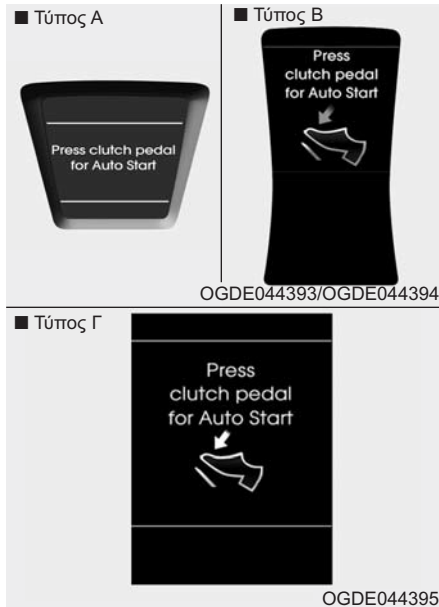 ■ Τύπος Α
Press clutch pedal
for Auto Start
■ Τύπος Β
Press
clutch pedal
for Auto Start
OGDE044393/OGDE044394
■ Τύπος Γ
Press
clutch pedal
for Auto Start
OGDE044395